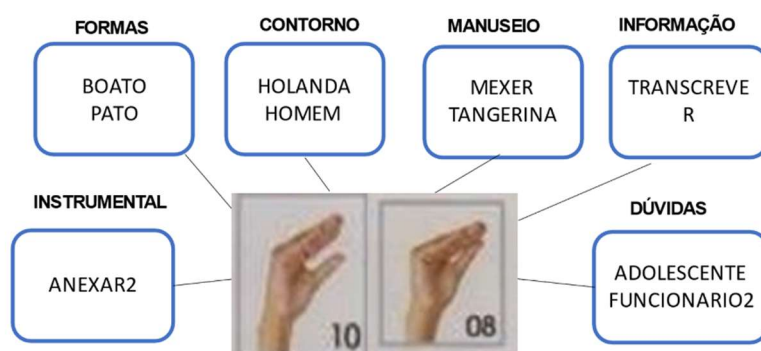 FORMAS
CONTORNO
MANUSEIO
INFORMAÇÃO
BOATO
PATO
HOLANDA
HOMEM
MEXER
TANGERINA
TRANSCREVE
R
INSTRUMENTAL
DÚVIDAS
ANEXAR2
ADOLESCENTE
FUNCIONARIO2
10
08